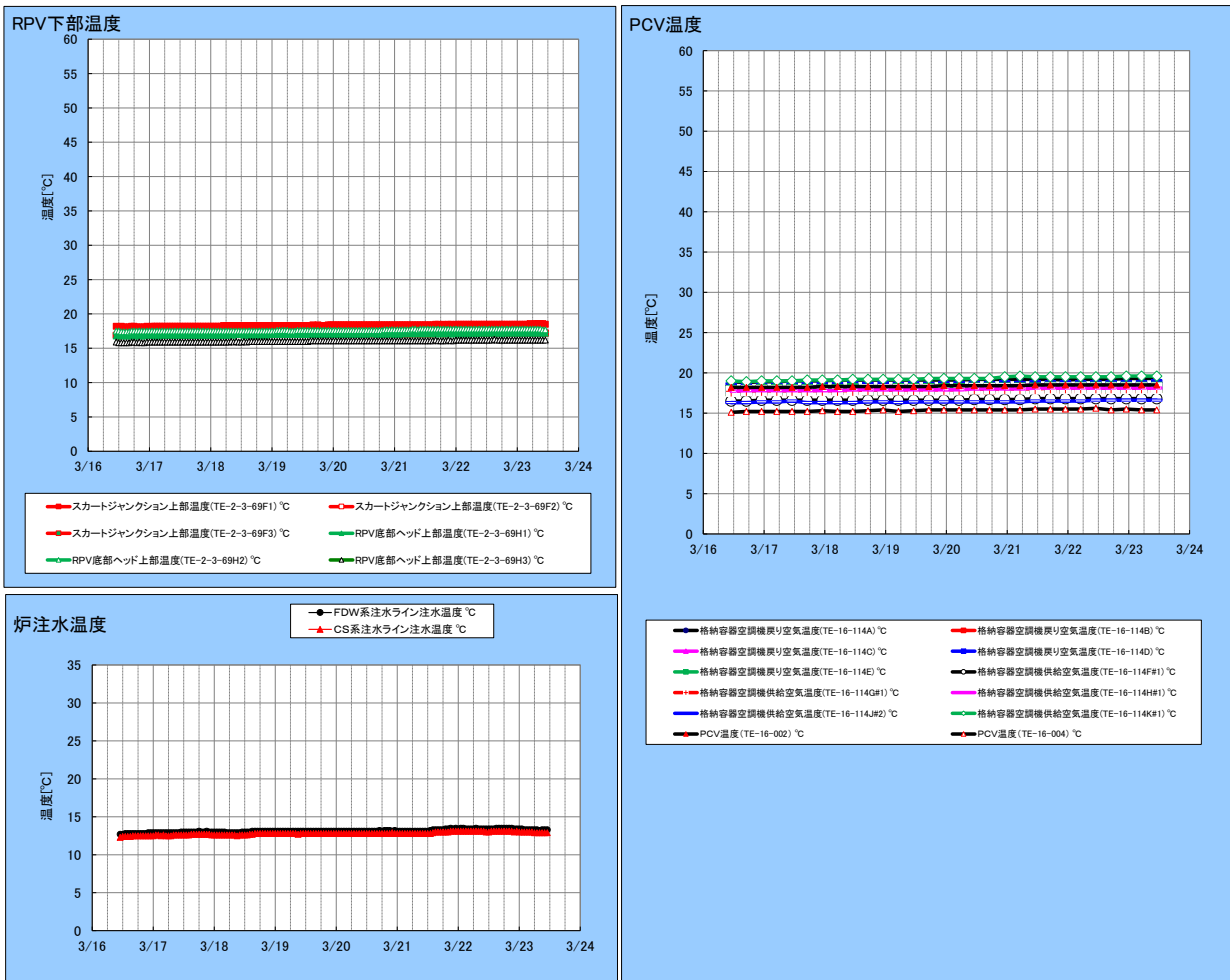 RPV下部温度
60
55
50
45
40
35
30
25
20
15
10
5
0
温度[℃]
3/16 3/17 3/18 3/19 3/20 3/21 3/22 3/23 3/24
スカートジャンクション上部温度(TE-2-3-69F1) ℃ スカートジャンクション上部温度(TE-2-3-69F2) ℃
スカートジャンクション上部温度(TE-2-3-69F3) ℃ RPV底部ヘッド上部温度(TE-2-3-69H1) ℃
RPV底部ヘッド上部温度(TE-2-3-69H2) ℃ RPV底部ヘッド上部温度(TE-2-3-69H3) ℃
炉注水温度
FDW系注水ライン注水温度 ℃
CS系注水ライン注水温度 ℃
35
30
25
20
15
10
5
0
温度[℃]
3/16 3/17 3/18 3/19 3/20 3/21 3/22 3/23 3/24
PCV温度
60
55
50
45
40
35
30
25
20
15
10
5
0
温度[℃]
3/16 3/17 3/18 3/19 3/20 3/21 3/22 3/23 3/24
格納容器空調機戻り空気温度(TE-16-114A) ℃ 格納容器空調機戻り空気温度(TE-16-114B) ℃
格納容器空調機戻り空気温度(TE-16-114C) ℃ 格納容器空調機戻り空気温度(TE-16-114D) ℃
格納容器空調機戻り空気温度(TE-16-114E) ℃ 格納容器空調機供給空気温度(TE-16-114F#1) ℃
格納容器空調機供給空気温度(TE-16-114G#1) ℃ 格納容器空調機供給空気温度(TE-16-114H#1) ℃
格納容器空調機供給空気温度(TE-16-114J#2) ℃ 格納容器空調機供給空気温度(TE-16-114K#1) ℃
PCV温度(TE-16-002) ℃ PCV温度(TE-16-004) ℃